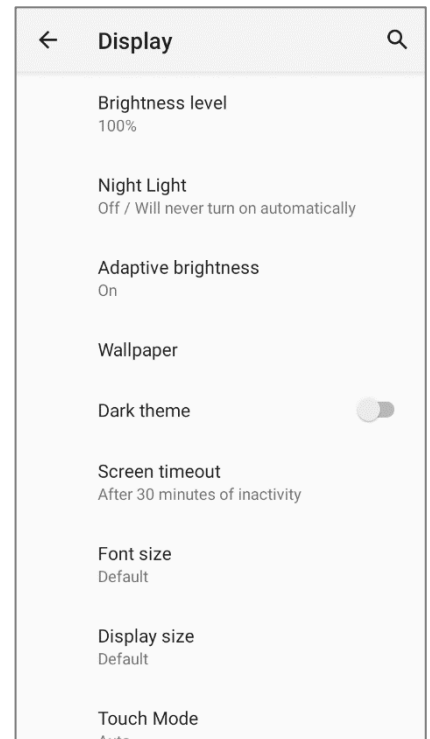 Display
Brightness level
100%
Night Light
Off / Will never turn on automatically
Adaptive brightness
On
Wallpaper
Dark theme
Screen timeout
After 30 minutes of inactivity
Font size
Default
Display size
Default
Touch Mode
Auto